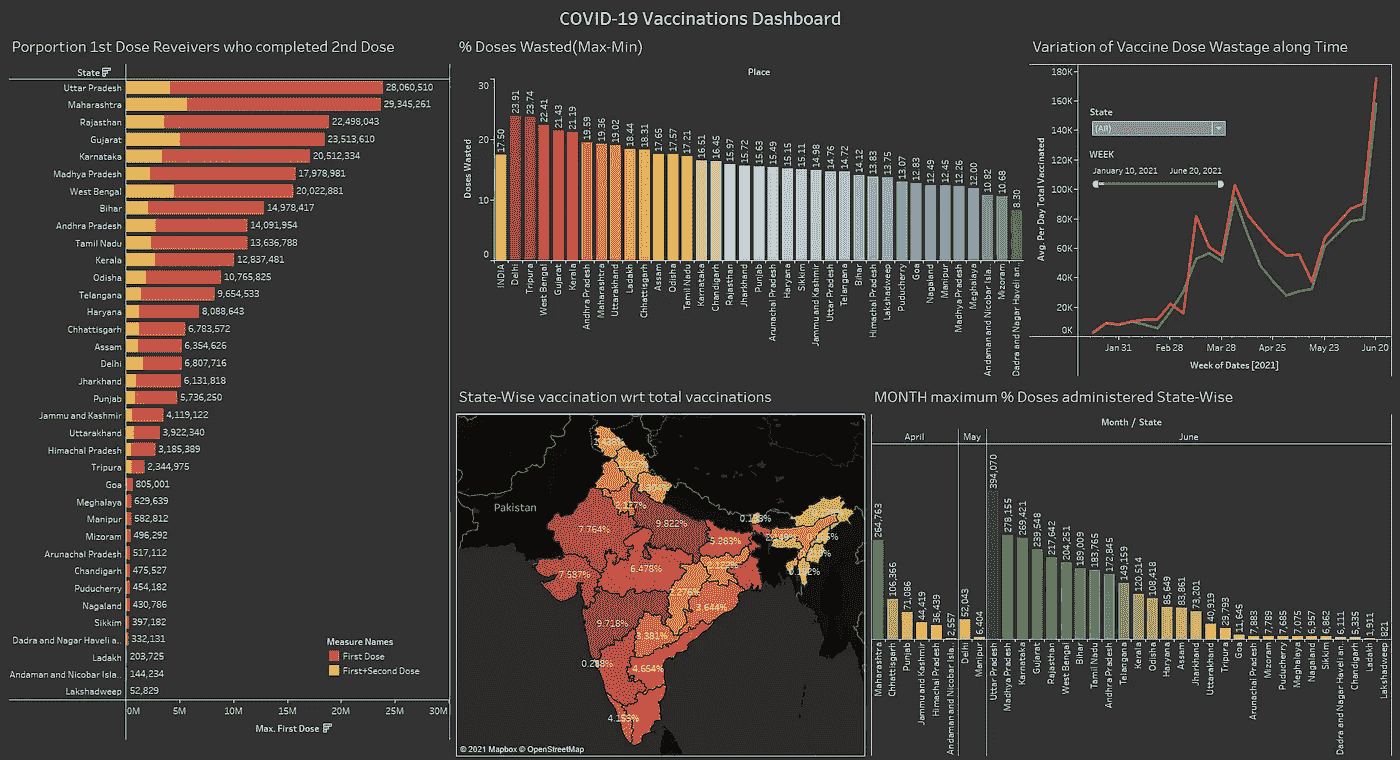 COVID-19 Vaccinations Dashboard
Porportion 1st Dose Reveivers who completed 2nd Dose
State
Uttar Pradesh 28,060,510
Maharashtra 29,345,261
Rajasthan 22,498,043
Gujarat 23,513,610
Karnataka 20,512,334
Madhya Pradesh 17,978,981
West Bengal 20,022,881
Bihar 14,978,417
Andhra Pradesh 14,091,954
Tamil Nadu 13,636,788
Kerala 12,837,481
Odisha 10,765,825
Telangana 9,654,533
Haryana 8,088,643
Chhattisgarh 6,783,572
Assam 6,354,626
Delhi 6,807,716
Jharkhand 6,131,818
Punjab 5,736,250
Jammu and Kashmir 4,119,122
Uttarakhand 3,922,340
Himachal Pradesh 3,185,389
Tripura 2,344,975
Goa 805,001
Meghalaya 629,639
Manipur 582,812
Mizoram 496,292
Arunachal Pradesh 517,112
Chandigarh 475,527
Puducherry 454,182
Nagaland 430,786
Sikkim 397,182
Dadra and Nagar Haveli a.. 332,131
Ladakh 203,725
Andaman and Nicobar Isla.. 144,234
Lakshadweep 52,829
Measure Names
First Dose
First+Second Dose
0M 5M 10M 15M 20M 25M 30M
Max. First Dose
% Doses Wasted(Max-Min)
Place
Doses Wasted
30
20
10
0
17.50 23.91 23.74 22.41 21.43 21.19 19.59 19.36 19.02 18.44 18.31 17.65 17.57 17.21 16.51 16.45 15.97 15.72 15.63 15.49 15.15 15.11 14.98 14.76 14.72 14.12 13.83 13.75 13.07 12.83 12.49 12.45 12.26 12.00 10.82 10.68 8.30
INDIA
Delhi
Tripura
West Bengal
Gujarat
Kerala
Andhra Pradesh
Maharashtra
Uttarakhand
Ladakh
Chhattisgarh
Assam
Odisha
Tamil Nadu
Karnataka
Chandigarh
Rajasthan
Jharkhand
Punjab
Arunachal Pradesh
Haryana
Sikkim
Jammu and Kashmir
Uttar Pradesh
Telangana
Bihar
Himachal Pradesh
Lakshadweep
Puducherry
Goa
Nagaland
Manipur
Madhya Pradesh
Meghalaya
Andaman and Nicobar Isla..
Mizoram
Dadra and Nagar Haveli an..
Variation of Vaccine Dose Wastage along Time
Avg. Per Day Total Vaccinated
180K
160K
140K
120K
100K
80K
60K
40K
20K
0K
State
(All)
WEEK
January 10, 2021 June 20, 2021
Jan 31 Feb 28 Mar 28 Apr 25 May 23 Jun 20
Week of Dates [2021]
State-Wise vaccination wrt total vaccinations
Pakistan
9.822%
7.764%
5.283%
6.478%
7.587%
9.718%
3.644%
3.381%
4.664%
© 2021 Mapbox © OpenStreetMap
MONTH maximum % Doses administered State-Wise
Month / State
April May June
264,763 106,366 71,086 44,419 36,439 2,557 52,043 6,404 394,070 278,155 269,421 239,548 217,642 204,251 189,009 183,765 172,845 149,159 120,514 108,418 85,649 83,861 73,201 40,919 29,793 11,645 7,883 7,789 7,685 7,075 6,957 6,862 6,111 5,335 1,911 821
Maharashtra
Chhattisgarh
Punjab
Jammu and Kashmir
Himachal Pradesh
Andaman and Nicobar Isla..
Delhi
Manipur
Uttar Pradesh
Madhya Pradesh
Karnataka
Gujarat
Rajasthan
West Bengal
Bihar
Tamil Nadu
Andhra Pradesh
Telangana
Kerala
Odisha
Haryana
Assam
Jharkhand
Uttarakhand
Tripura
Goa
Arunachal Pradesh
Mizoram
Puducherry
Meghalaya
Nagaland
Sikkim
Dadra and Nagar Haveli an..
Chandigarh
Ladakh
Lakshadweep